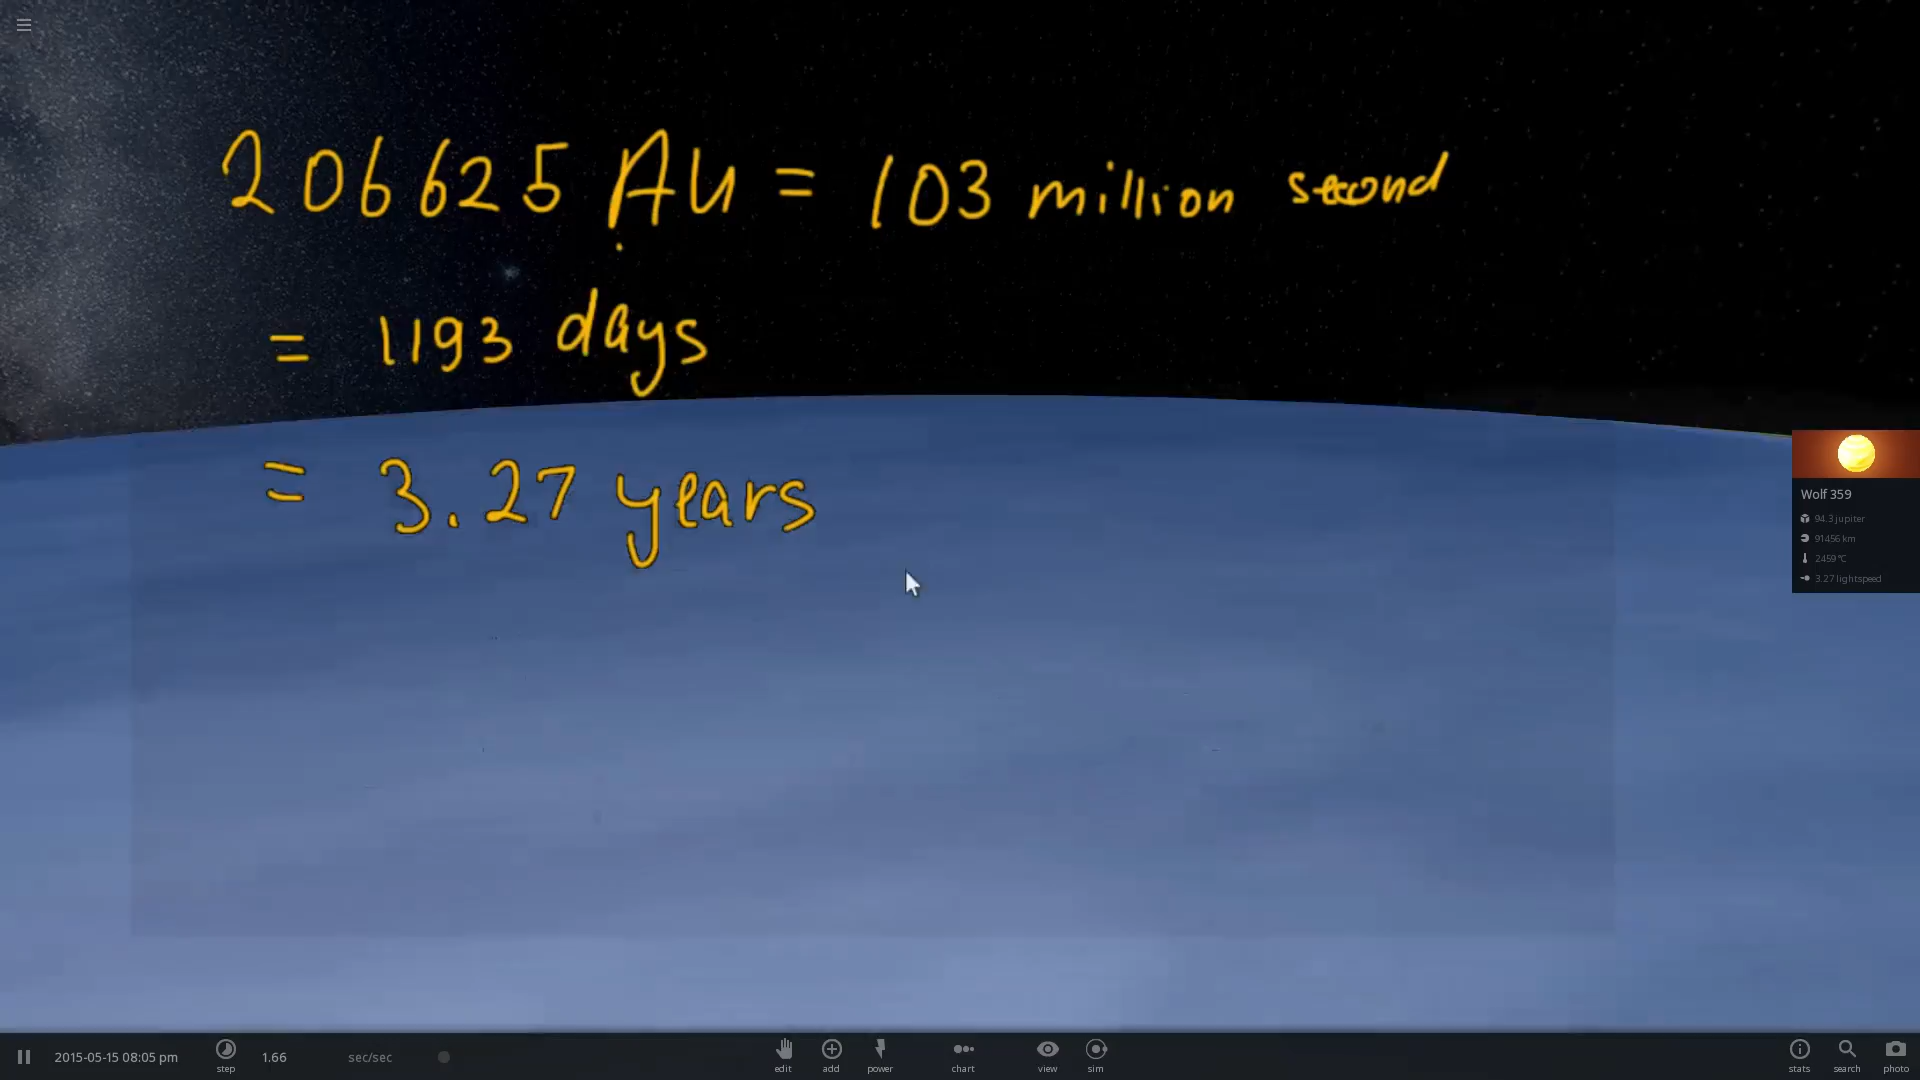 206625 Au = 103 million second
= 1193 days
= 3.27 years
Wolf 359
94.3 jupiter
91456 km
2459 °C
3.27 lightspeed
2015-05-15 08:05 pm
step
1.66
sec/sec
edit
add
power
chart
view
sim
stats
search
photo